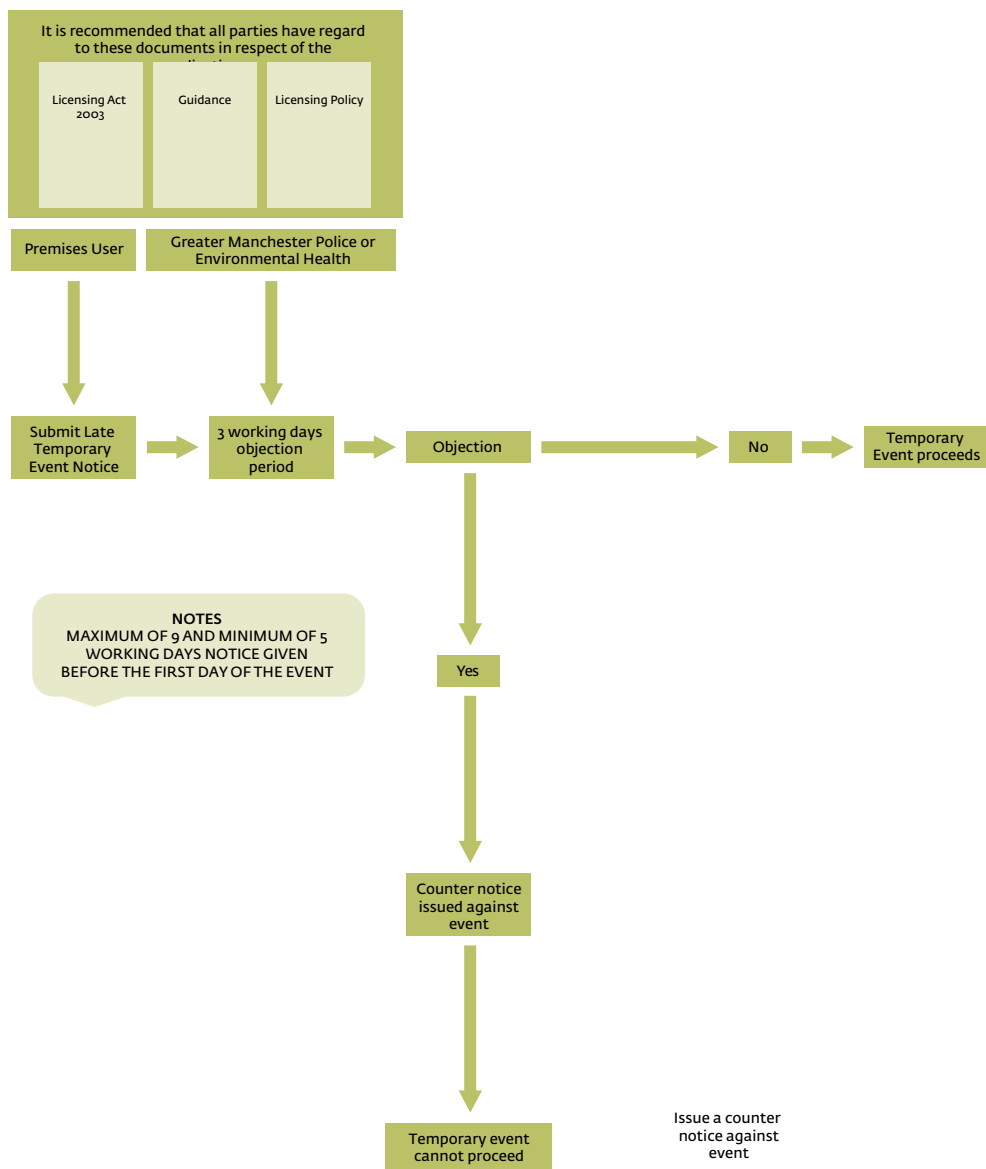 It is recommended that all parties have regard
to these documents in respect of the
Licensing Act
2003
Guidance
Licensing Policy
Premises User
Greater Manchester Police or
Environmental Health
Submit Late
Temporary
Event Notice
3 working days
objection
period
Objection
No
Temporary
Event proceeds
NOTES
MAXIMUM OF 9 AND MINIMUM OF 5
WORKING DAYS NOTICE GIVEN
BEFORE THE FIRST DAY OF THE EVENT
Yes
Counter notice
issued against
event
Temporary event
cannot proceed
Issue a counter
notice against
event